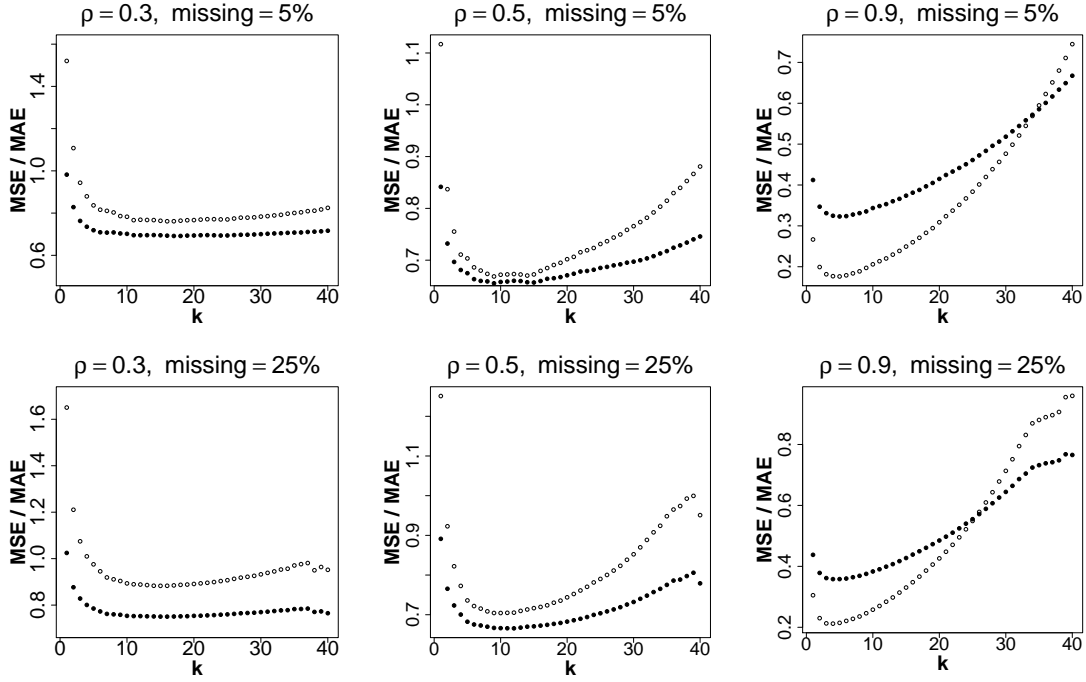 ρ = 0.3, missing = 5%
MSE / MAE
0.6 1.0 1.4
0 10 20 30 40
k
ρ = 0.5, missing = 5%
MSE / MAE
0.7 0.8 0.9 1.0 1.1
0 10 20 30 40
k
ρ = 0.9, missing = 5%
MSE / MAE
0.2 0.3 0.4 0.5 0.6 0.7
0 10 20 30 40
k
ρ = 0.3, missing = 25%
MSE / MAE
0.8 1.0 1.2 1.4 1.6
0 10 20 30 40
k
ρ = 0.5, missing = 25%
MSE / MAE
0.7 0.9 1.1
0 10 20 30 40
k
ρ = 0.9, missing = 25%
MSE / MAE
0.2 0.4 0.6 0.8
0 10 20 30 40
k